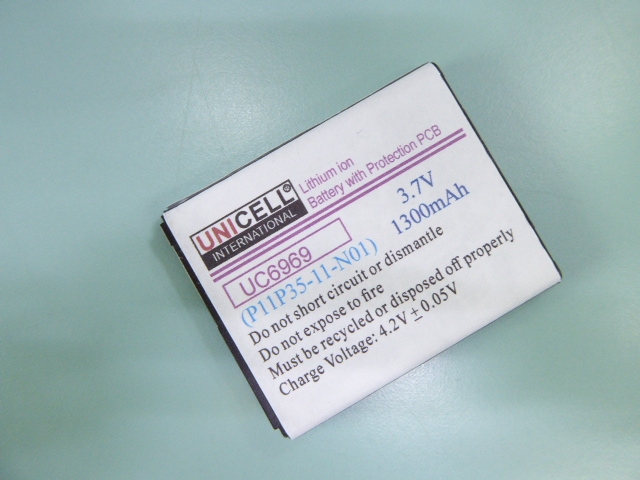 UNICELL®
INTERNATIONAL
Lithium ion
Battery with Protection PCB
UC6969
3.7V
1300mAh
(P11P35-11-N01)
Do not short circuit or dismantle
Do not expose to fire
Must be recycled or disposed off properly
Charge Voltage: 4.2V ± 0.05V